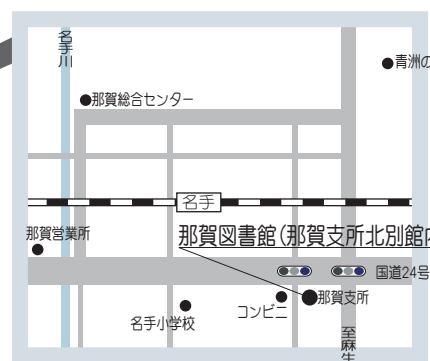 名手川
青洲の
那賀総合センター
名手
那賀営業所
那賀図書館(那賀支所北別館内
国道24号
那賀支所
コンビニ
名手小学校
至麻生